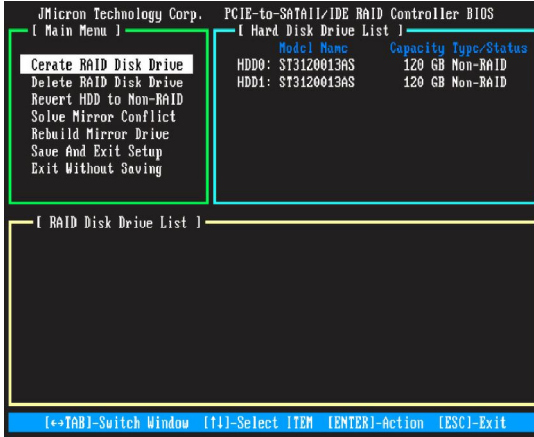 JMicron Technology Corp. PCIE-to-SATAII/IDE RAID Controller BIOS
[ Main Menu ]
Cerate RAID Disk Drive
Delete RAID Disk Drive
Revert HDD to Non-RAID
Solve Mirror Conflict
Rebuild Mirror Drive
Save And Exit Setup
Exit Without Saving
[ Hard Disk Drive List ]
Model Name Capacity Type/Status
HDD0: ST3120013AS 120 GB Non-RAID
HDD1: ST3120013AS 120 GB Non-RAID
[ RAID Disk Drive List ]
[↔TAB]-Switch Window [↑↓]-Select ITEM [ENTER]-Action [ESC]-Exit